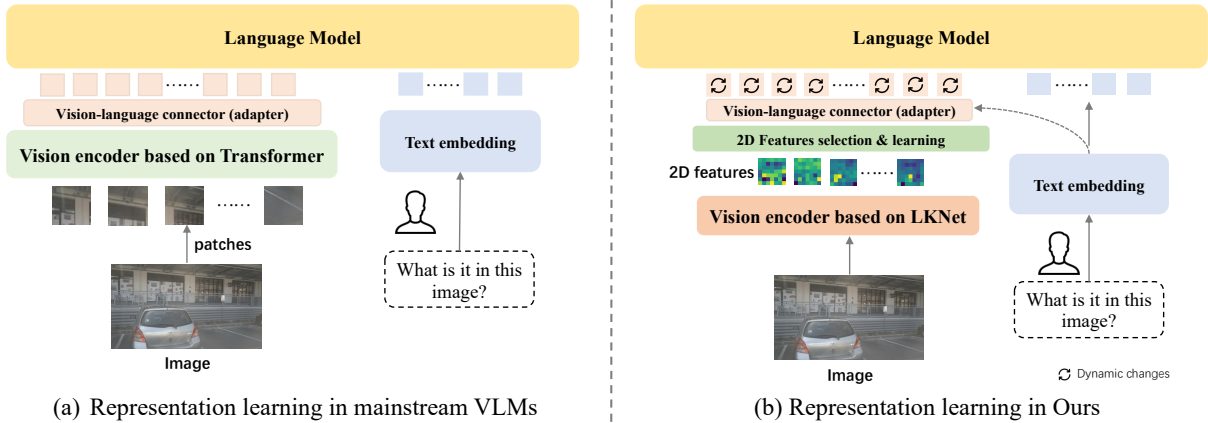 Language Model
……
……
Vision-language connector (adapter)
Vision encoder based on Transformer
Text embedding
……
patches
What is it in this
image?
Image
(a) Representation learning in mainstream VLMs
Language Model
……
……
Vision-language connector (adapter)
2D Features selection & learning
2D features
……
Vision encoder based on LKNet
Text embedding
What is it in this
image?
Image
Dynamic changes
(b) Representation learning in Ours